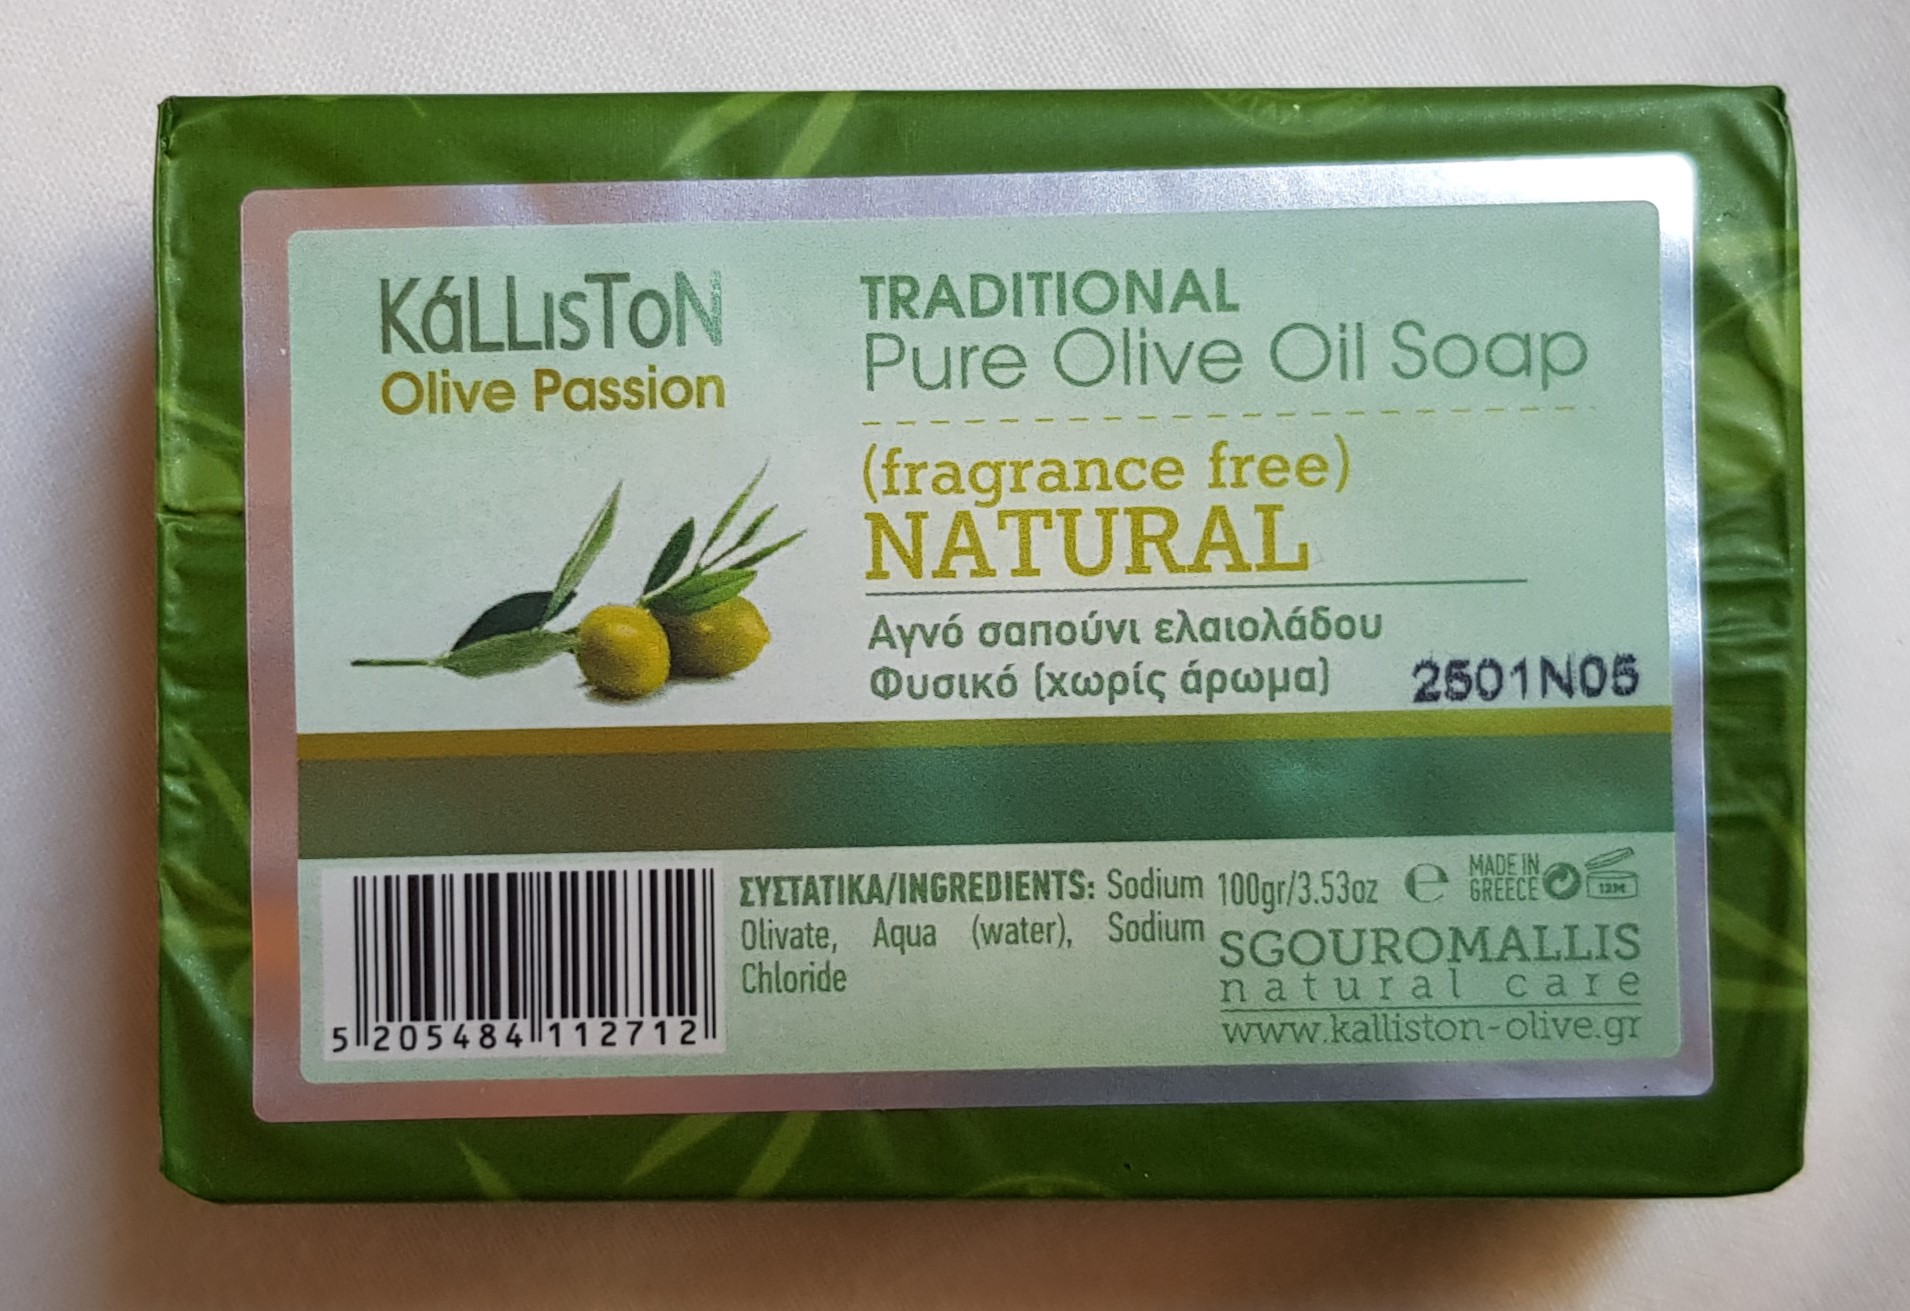 KάLLısToN
Olive Passion
TRADITIONAL
Pure Olive Oil Soap
(fragrance free)
NATURAL
Αγνό σαπούνι ελαιολάδου
Φυσικό (χωρίς άρωμα)
2501N05
5 205484 112712
ΣΥΣΤΑΤΙΚΑ/INGREDIENTS: Sodium
Olivate, Aqua (water), Sodium
Chloride
100gr/3.53oz e
MADE IN
GREECE
12M
SGOUROMALLIS
natural care
www.kalliston-olive.gr